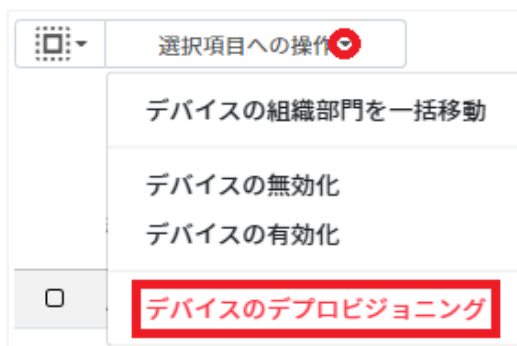 選択項目への操作
デバイスの組織部門を一括移動
デバイスの無効化
デバイスの有効化
デバイスのデプロビジョニング